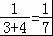 1/(3+4) = 1/7